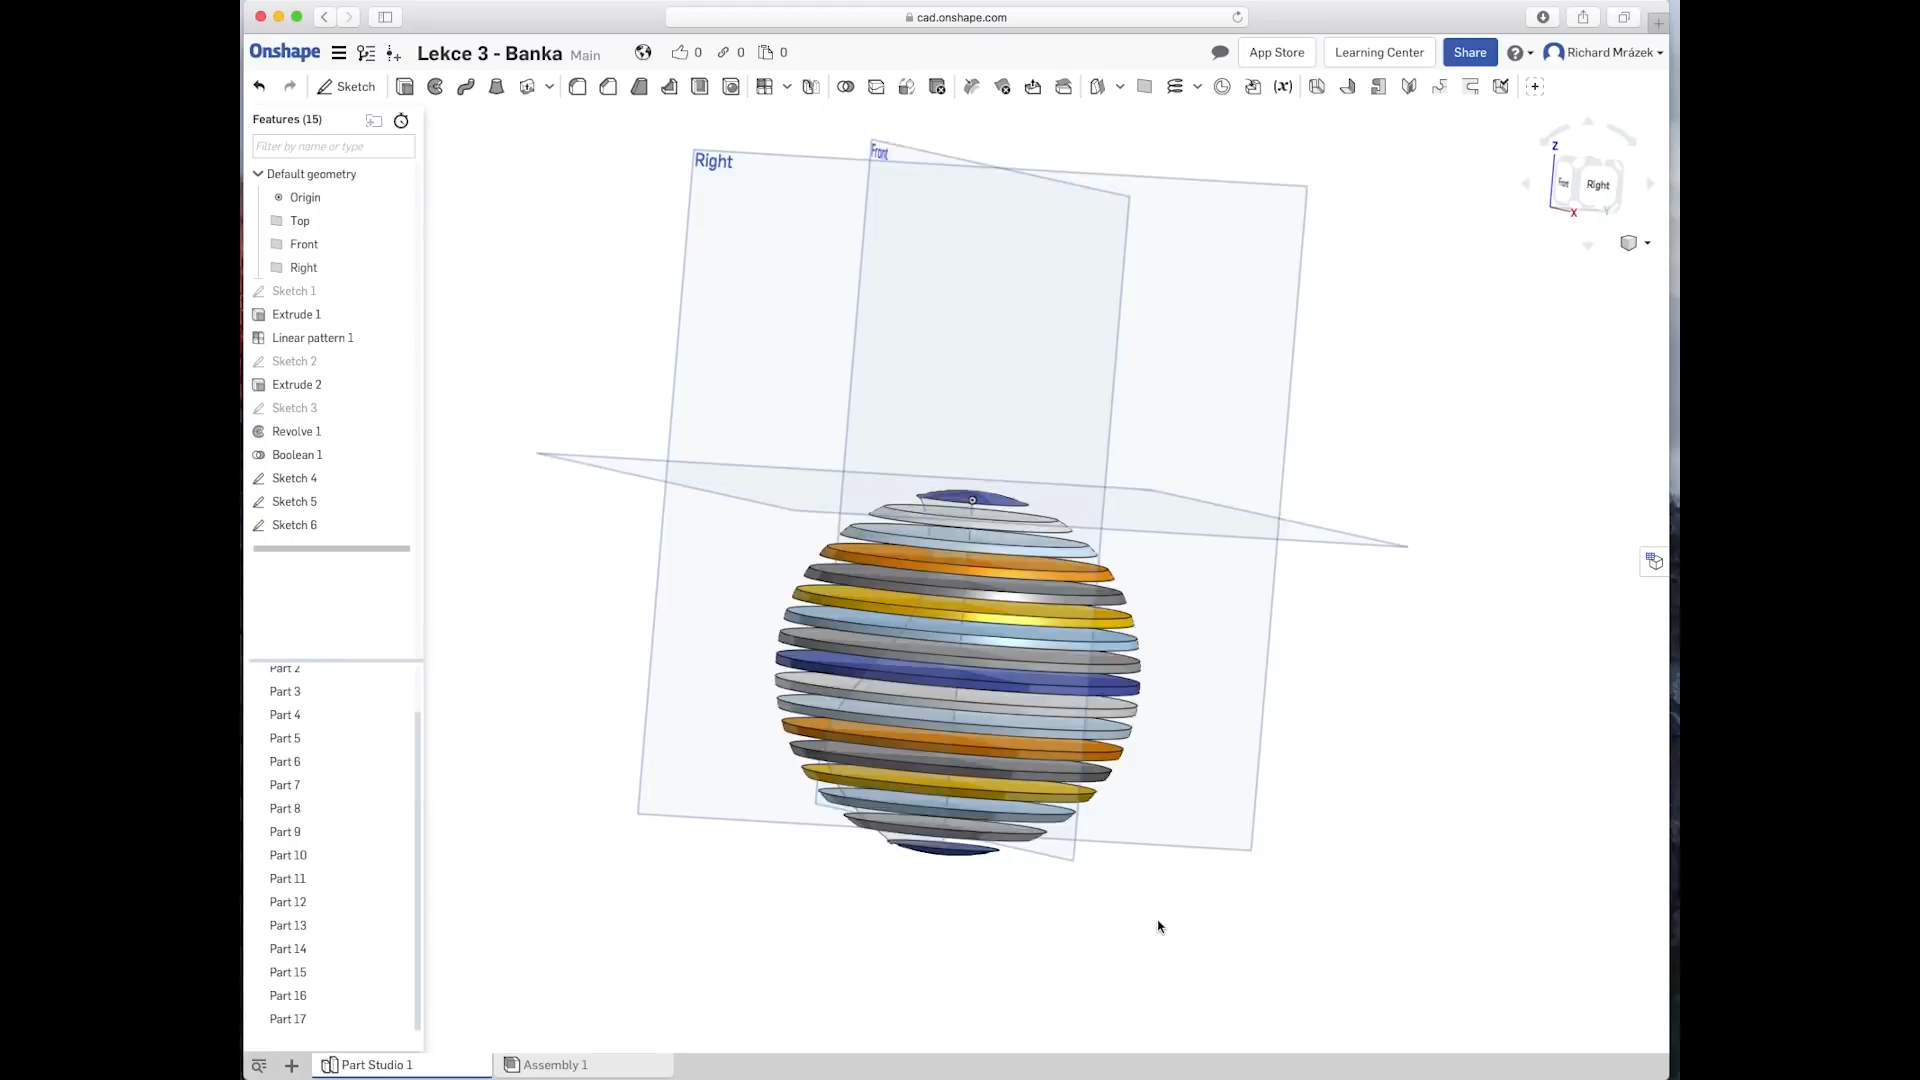 cad.onshape.com
Onshape
Lekce 3 - Banka Main
0
0
0
App Store
Learning Center
Share
Richard Mrázek
Sketch
(x)
Features (15)
Filter by name or type
Default geometry
Origin
Top
Front
Right
Sketch 1
Extrude 1
Linear pattern 1
Sketch 2
Extrude 2
Sketch 3
Revolve 1
Boolean 1
Sketch 4
Sketch 5
Sketch 6
Part 2
Part 3
Part 4
Part 5
Part 6
Part 7
Part 8
Part 9
Part 10
Part 11
Part 12
Part 13
Part 14
Part 15
Part 16
Part 17
Right
Front
Z
Front
Right
X
Y
Part Studio 1
Assembly 1